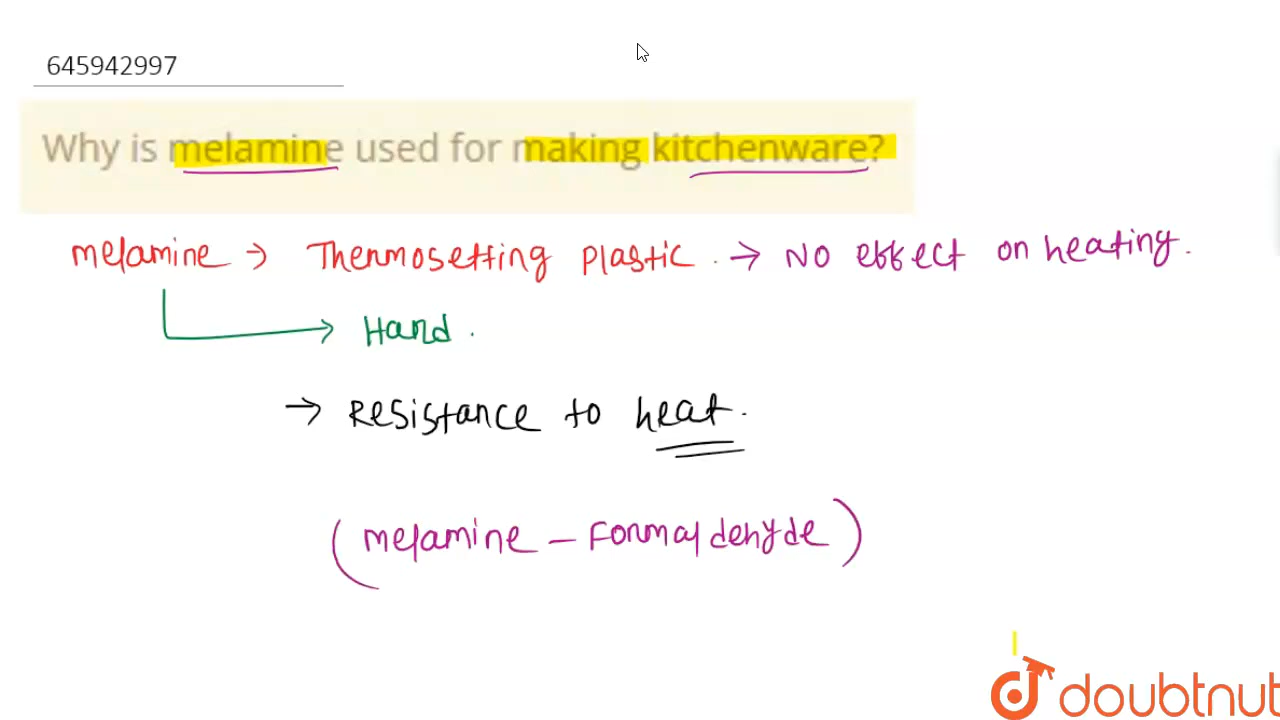 645942997
Why is melamine used for making kitchenware?
melamine → Thermosetting plastic. → NO effect on heating.
Hard.
→ Resistance to heat.
(melamine - Formaldehyde)
doubtnut